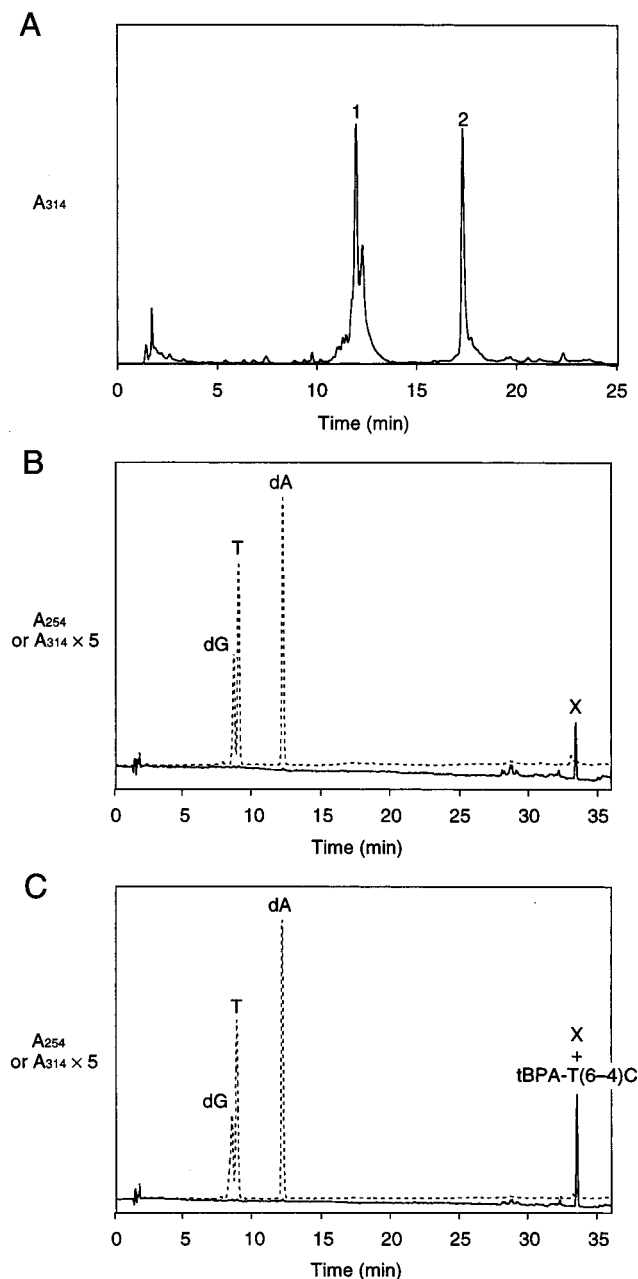 A
1
2
A314
0 5 10 15 20 25
Time (min)
B
dA
T
dG
A254
or A314 × 5
X
0 5 10 15 20 25 30 35
Time (min)
C
dA
T
X
+
tBPA-T(6–4)C
dG
A254
or A314 × 5
0 5 10 15 20 25 30 35
Time (min)